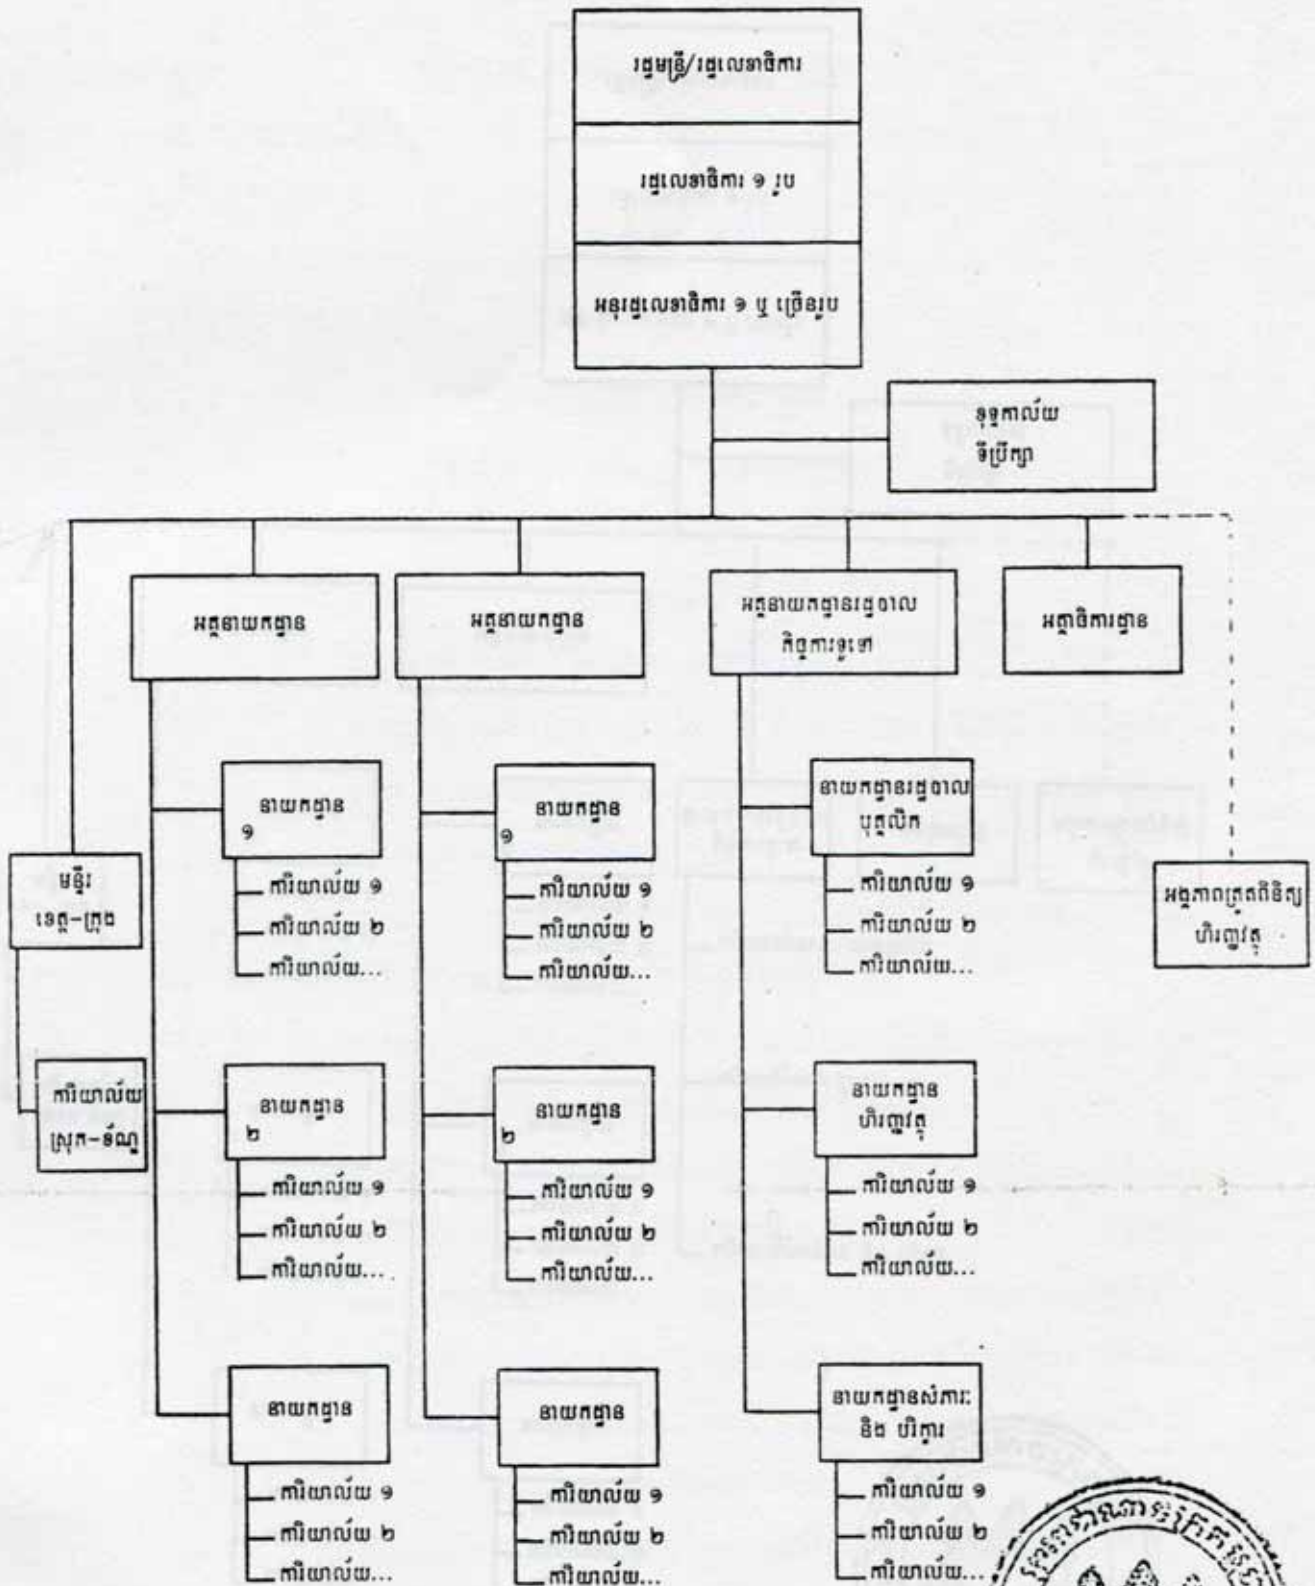 រដ្ឋមន្ត្រី/រដ្ឋលេខាធិការ
រដ្ឋលេខាធិការ ១ រូប
អនុរដ្ឋលេខាធិការ ១ ឬ ច្រើនរូប
ខុទ្ទកាល័យ
ទីប្រឹក្សា
អគ្គនាយកដ្ឋាន
អគ្គនាយកដ្ឋាន
អគ្គនាយកដ្ឋានរដ្ឋបាល
កិច្ចការទូទៅ
អគ្គាធិការដ្ឋាន
នាយកដ្ឋាន
១
ការិយាល័យ ១
ការិយាល័យ ២
ការិយាល័យ...
នាយកដ្ឋាន
១
ការិយាល័យ ១
ការិយាល័យ ២
ការិយាល័យ...
នាយកដ្ឋានរដ្ឋបាល
បុគ្គលិក
ការិយាល័យ ១
ការិយាល័យ ២
ការិយាល័យ...
មន្ទីរ
ខេត្ត-ក្រុង
អង្គភាពត្រួតពិនិត្យ
ហិរញ្ញវត្ថុ
ការិយាល័យ
ស្រុក-ខ័ណ្ឌ
នាយកដ្ឋាន
២
ការិយាល័យ ១
ការិយាល័យ ២
ការិយាល័យ...
នាយកដ្ឋាន
២
ការិយាល័យ ១
ការិយាល័យ ២
ការិយាល័យ...
នាយកដ្ឋាន
ហិរញ្ញវត្ថុ
ការិយាល័យ ១
ការិយាល័យ ២
ការិយាល័យ...
នាយកដ្ឋាន
ការិយាល័យ ១
ការិយាល័យ ២
ការិយាល័យ...
នាយកដ្ឋាន
ការិយាល័យ ១
ការិយាល័យ ២
ការិយាល័យ...
នាយកដ្ឋានសំភារៈ
និង បរិក្ខារ
ការិយាល័យ ១
ការិយាល័យ ២
ការិយាល័យ...